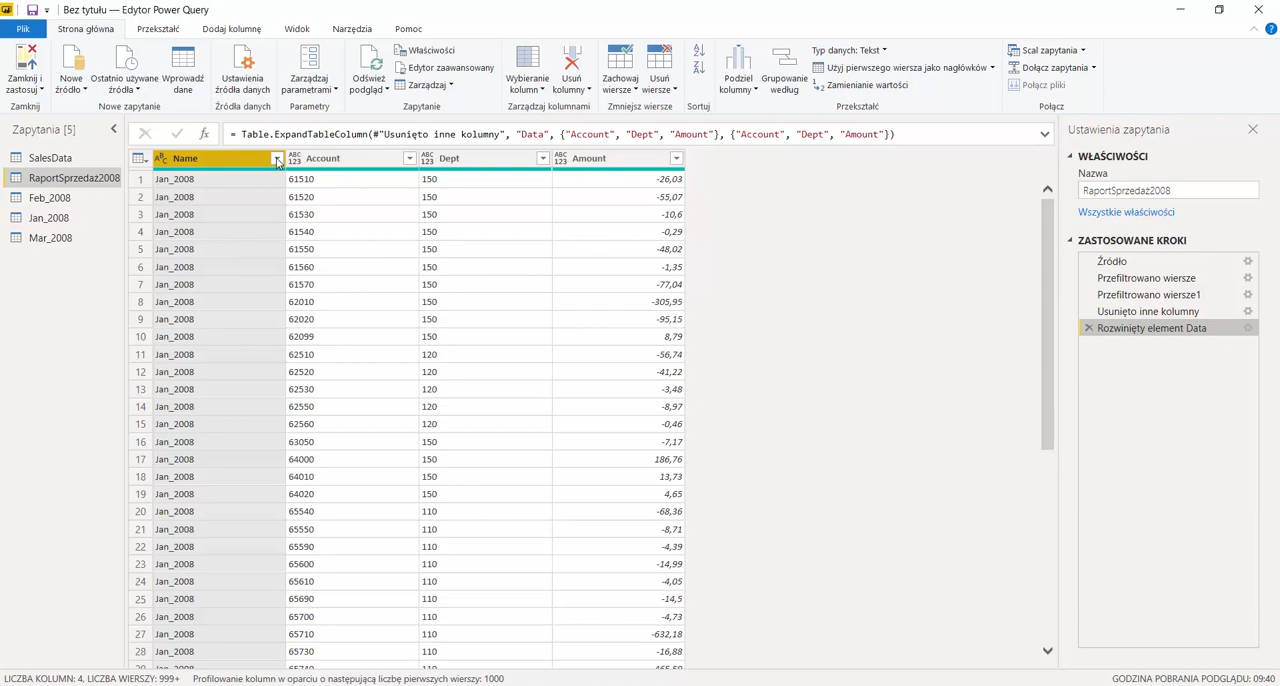 Bez tytułu — Edytor Power Query
Plik Strona główna Przekształć Dodaj kolumnę Widok Narzędzia Pomoc
Zamknij i zastosuj
Zamknij
Nowe źródło Ostatnio używane źródła Wprowadź dane
Nowe zapytanie
Ustawienia źródła danych
Źródła danych
Zarządzaj parametrami
Parametry
Odśwież podgląd
Właściwości
Edytor zaawansowany
Zarządzaj
Zapytanie
Wybieranie kolumn Usuń kolumny
Zarządzaj kolumnami
Zachowaj wiersze Usuń wiersze
Zmniejsz wiersze
Sortuj
Podziel kolumny Grupowanie według
Typ danych: Tekst
Użyj pierwszego wiersza jako nagłówków
Zamienianie wartości
Przekształć
Scal zapytania
Dołącz zapytania
Połącz pliki
Połącz
Zapytania [5]
SalesData
RaportSprzedaż2008
Feb_2008
Jan_2008
Mar_2008
= Table.ExpandTableColumn(#"Usunięto inne kolumny", "Data", {"Account", "Dept", "Amount"}, {"Account", "Dept", "Amount"})
Name Account Dept Amount
1 Jan_2008 61510 150 -26,03
2 Jan_2008 61520 150 -55,07
3 Jan_2008 61530 150 -10,6
4 Jan_2008 61540 150 -0,29
5 Jan_2008 61550 150 -48,02
6 Jan_2008 61560 150 -1,35
7 Jan_2008 61570 150 -77,04
8 Jan_2008 62010 150 -305,95
9 Jan_2008 62020 150 -95,15
10 Jan_2008 62099 150 8,79
11 Jan_2008 62510 120 -56,74
12 Jan_2008 62520 120 -41,22
13 Jan_2008 62530 120 -3,48
14 Jan_2008 62550 120 -8,97
15 Jan_2008 62560 120 -0,46
16 Jan_2008 63050 150 -7,17
17 Jan_2008 64000 150 186,76
18 Jan_2008 64010 150 13,73
19 Jan_2008 64020 150 4,65
20 Jan_2008 65540 110 -68,36
21 Jan_2008 65550 110 -8,71
22 Jan_2008 65590 110 -4,39
23 Jan_2008 65600 110 -14,99
24 Jan_2008 65610 110 -4,05
25 Jan_2008 65690 110 -14,5
26 Jan_2008 65700 110 -4,73
27 Jan_2008 65710 110 -632,18
28 Jan_2008 65730 110 -16,88
Ustawienia zapytania
WŁAŚCIWOŚCI
Nazwa
RaportSprzedaż2008
Wszystkie właściwości
ZASTOSOWANE KROKI
Źródło
Przefiltrowano wiersze
Przefiltrowano wiersze1
Usunięto inne kolumny
Rozwinięty element Data
LICZBA KOLUMN: 4, LICZBA WIERSZY: 999+ Profilowanie kolumn w oparciu o następującą liczbę pierwszych wierszy: 1000 GODZINA POBRANIA PODGLĄDU: 09:40